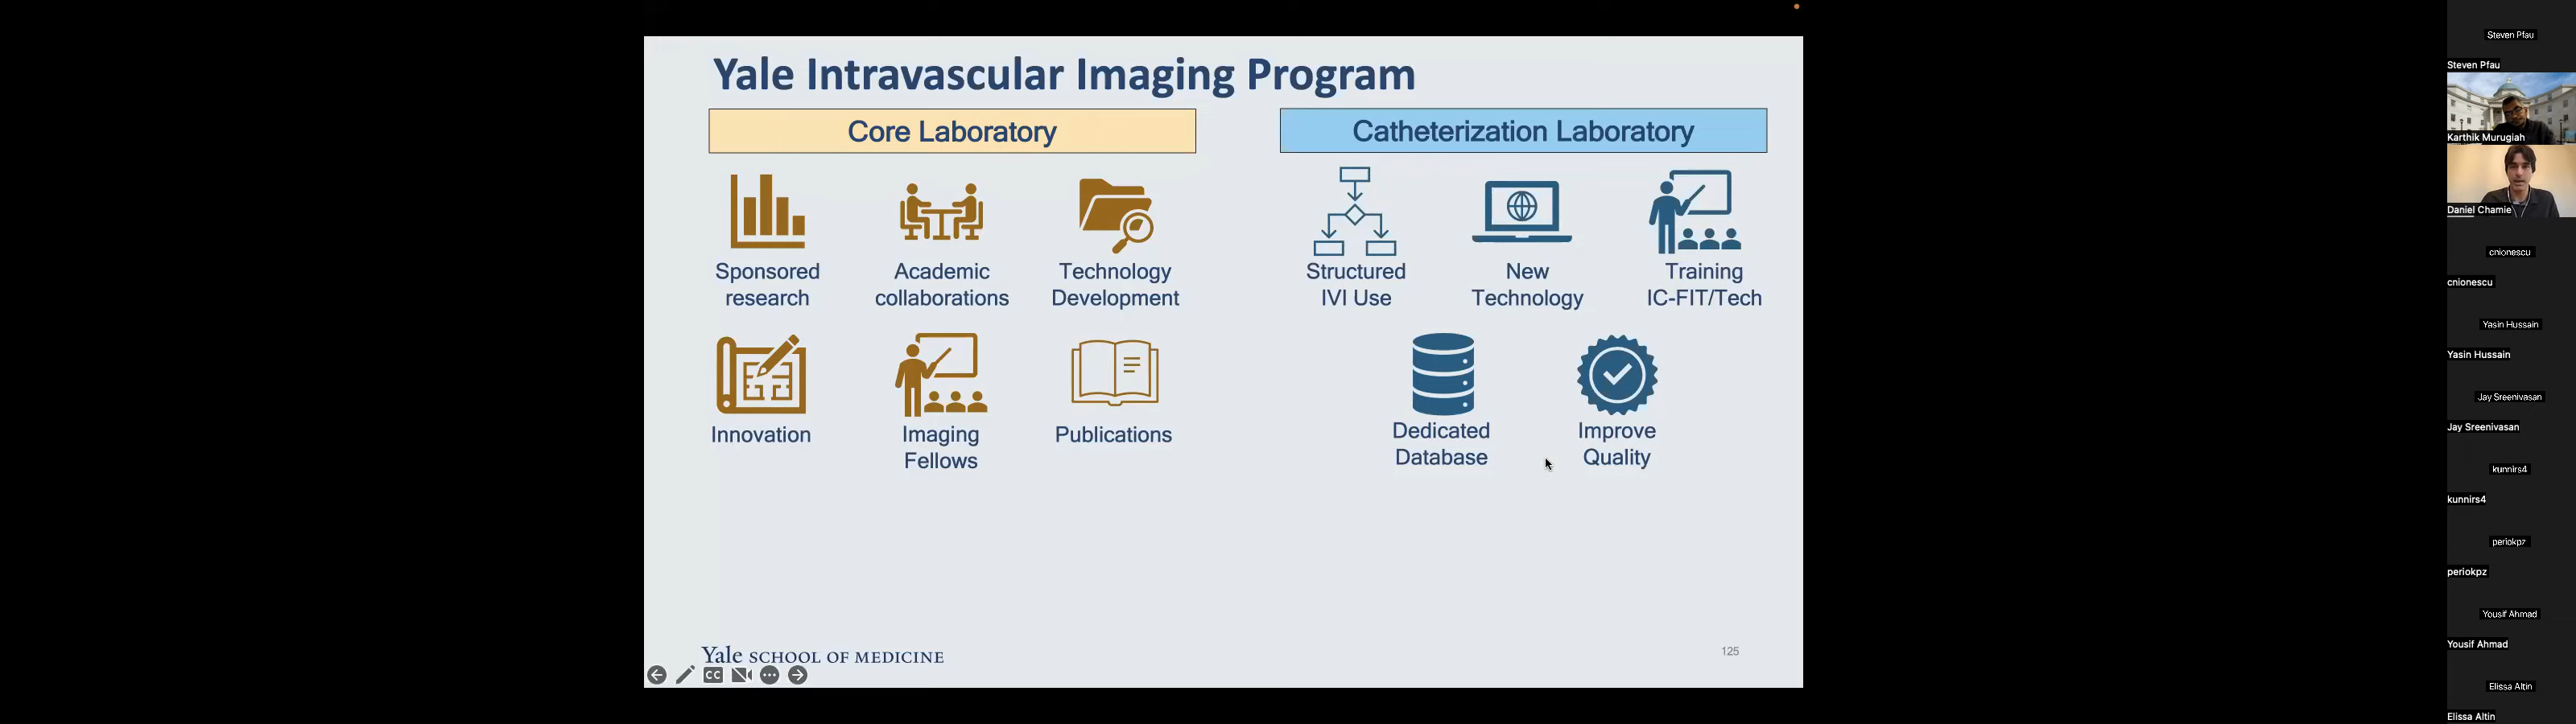 Yale Intravascular Imaging Program
Core Laboratory
Sponsored
research
Academic
collaborations
Technology
Development
Innovation
Imaging
Fellows
Publications
Catheterization Laboratory
Structured
IVI Use
New
Technology
Training
IC-FIT/Tech
Dedicated
Database
Improve
Quality
Yale SCHOOL OF MEDICINE
125
CC
Steven Pfau
Steven Pfau
Karthik Murugiah
Daniel Chamie
cnionescu
cnionescu
Yasin Hussain
Yasin Hussain
Jay Sreenivasan
Jay Sreenivasan
kunnirs4
kunnirs4
periokpz
periokpz
Yousif Ahmad
Yousif Ahmad
Elissa Altin
Elissa Altin